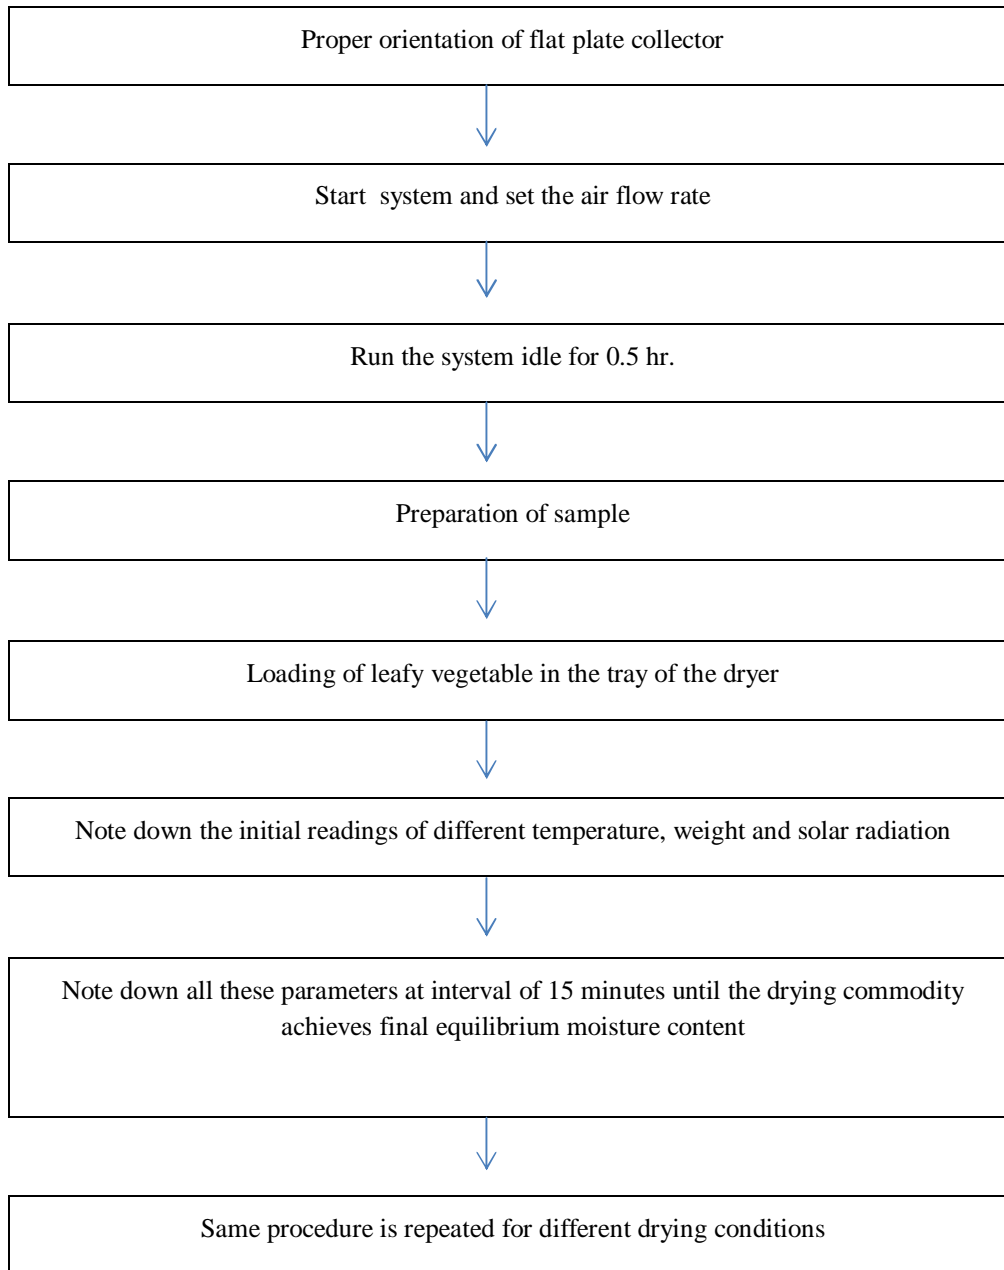 Proper orientation of flat plate collector
Start system and set the air flow rate
Run the system idle for 0.5 hr.
Preparation of sample
Loading of leafy vegetable in the tray of the dryer
Note down the initial readings of different temperature, weight and solar radiation
Note down all these parameters at interval of 15 minutes until the drying commodity
achieves final equilibrium moisture content
Same procedure is repeated for different drying conditions